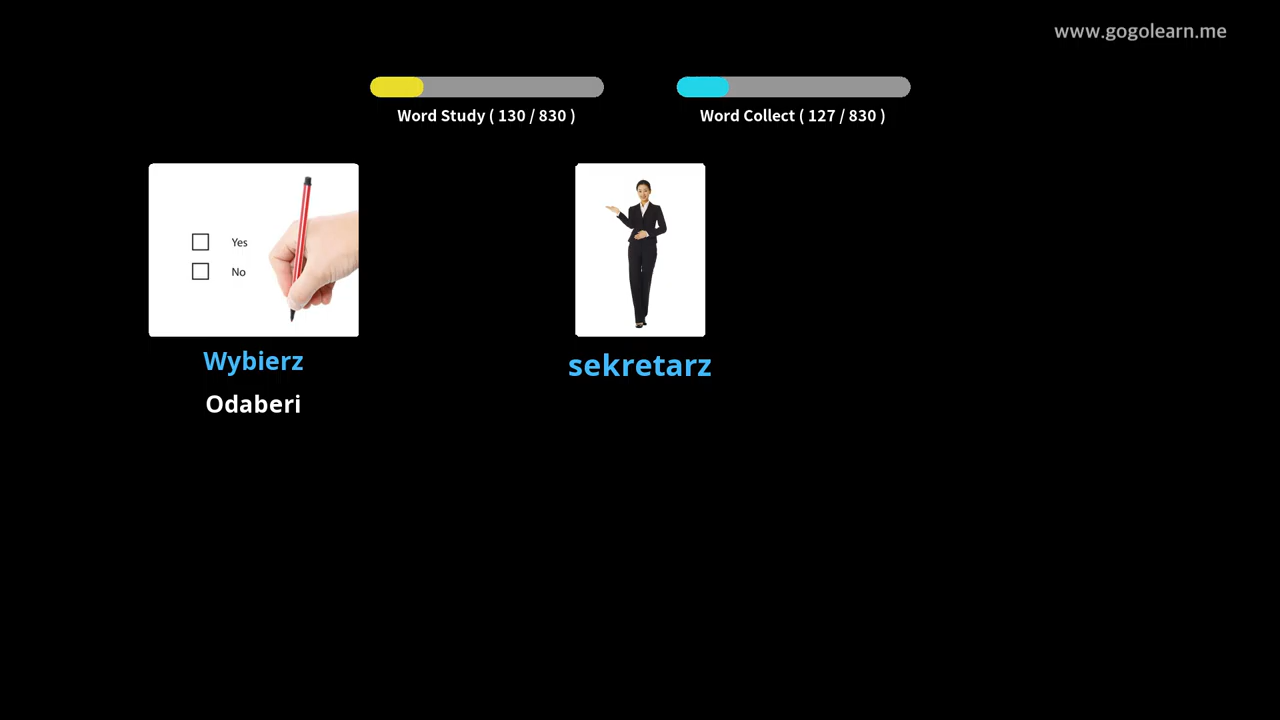 www.gogolearn.me
Word Study ( 130 / 830 )
Word Collect ( 127 / 830 )
Yes
No
Wybierz
Odaberi
sekretarz